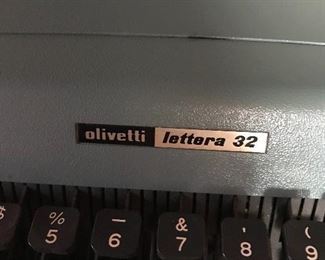 olivetti lettera 32
$ % _ & ' (
5 6 7 8 9